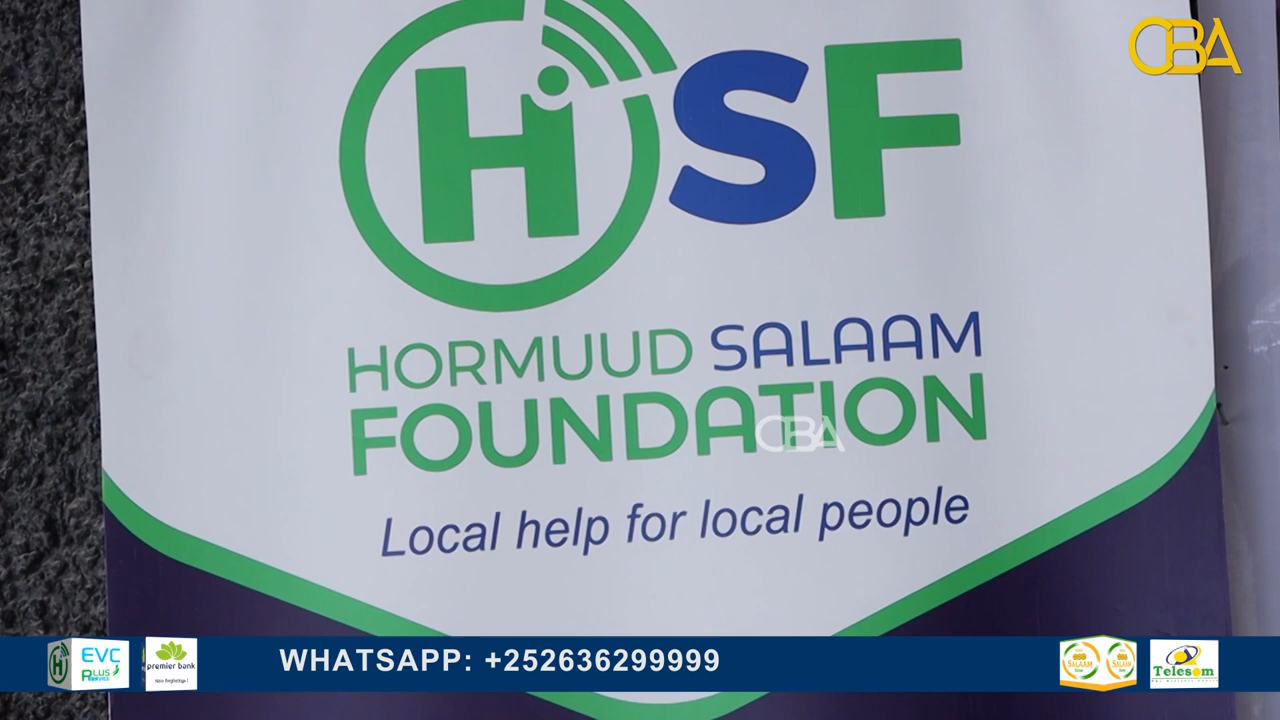 CBA
HSF
HORMUUD SALAAM
FOUNDATION
CBA
Local help for local people
H
EVC
PLUS
premier bank
WHATSAPP: +252636299999
SALAAM
SALAAM
Telesom